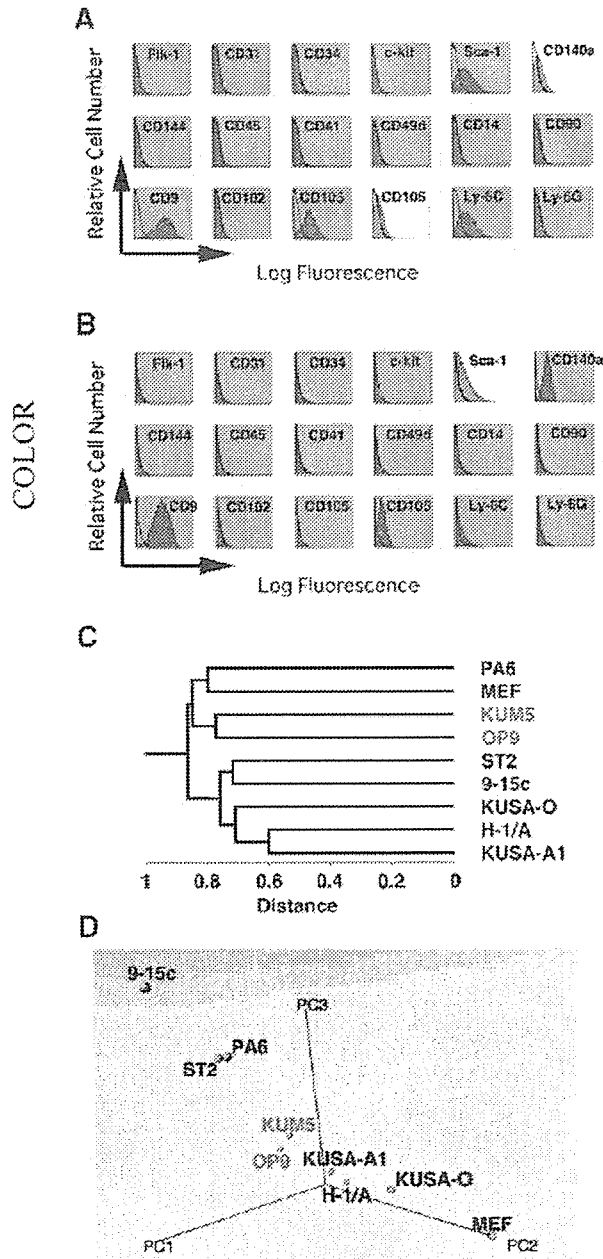 A
Relative Cell Number
Flk-1 CD31 CD34 c-kit Sca-1 CD140a
CD144 CD45 CD41 CD49d CD14 CD90
CD9 CD102 CD105 Ly-6C Ly-6G
Log Fluorescence
B
COLOR
Relative Cell Number
Flk-1 CD31 CD34 c-kit Sca-1 CD140a
CD144 CD45 CD41 CD49d CD14 CD90
CD9 CD102 CD105 Ly-6C Ly-6G
Log Fluorescence
C
PA6
MEF
KUM5
OP9
ST2
9-15c
KUSA-O
H-1/A
KUSA-A1
1 0.8 0.6 0.4 0.2 0
Distance
D
9-15c
PC3
PA6
ST2
KUM5
OP9
KUSA-A1
H-1/A
KUSA-O
MEF
PC1
PC2